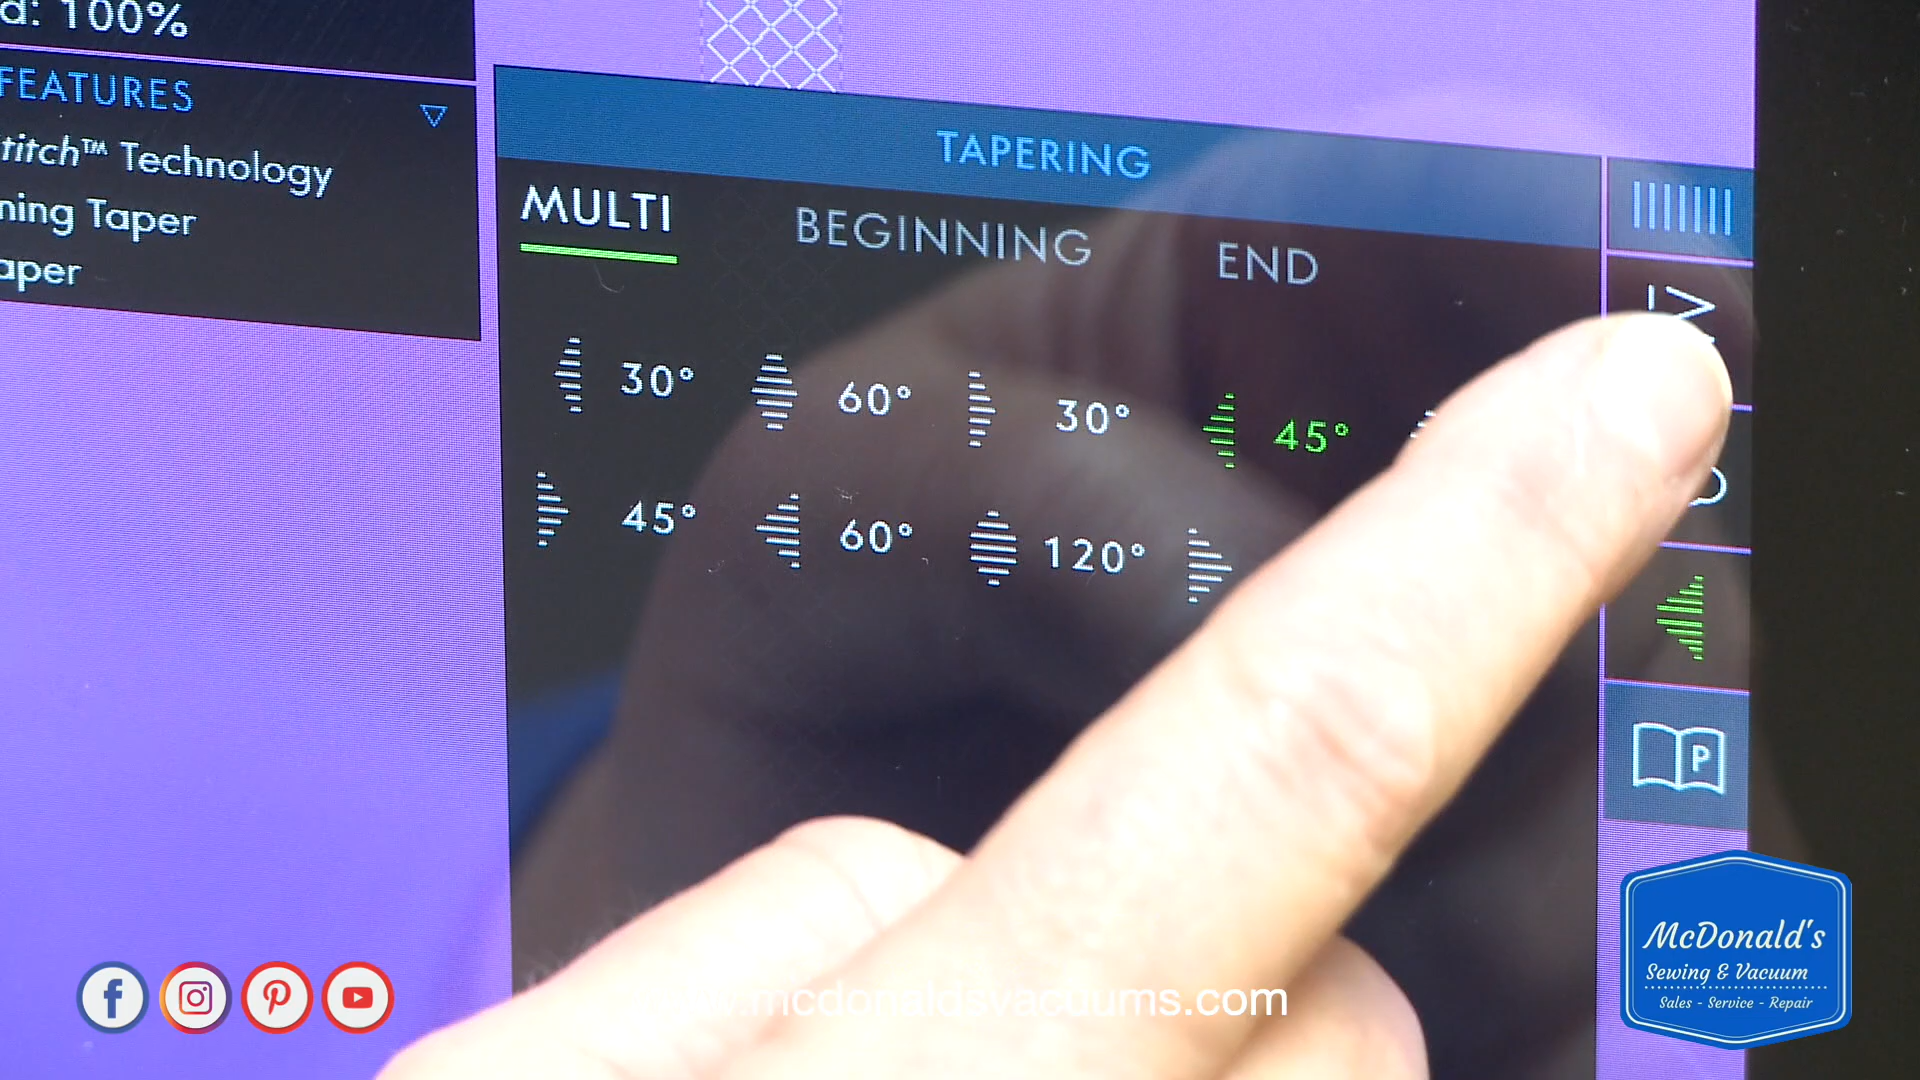 d: 100%
FEATURES
titch™ Technology
ning Taper
aper
TAPERING
MULTI
BEGINNING
END
30°
60°
30°
45°
45°
60°
120°
P
McDonald's
Sewing & Vacuum
Sales - Service - Repair
.mcdonaldsvacuums.com